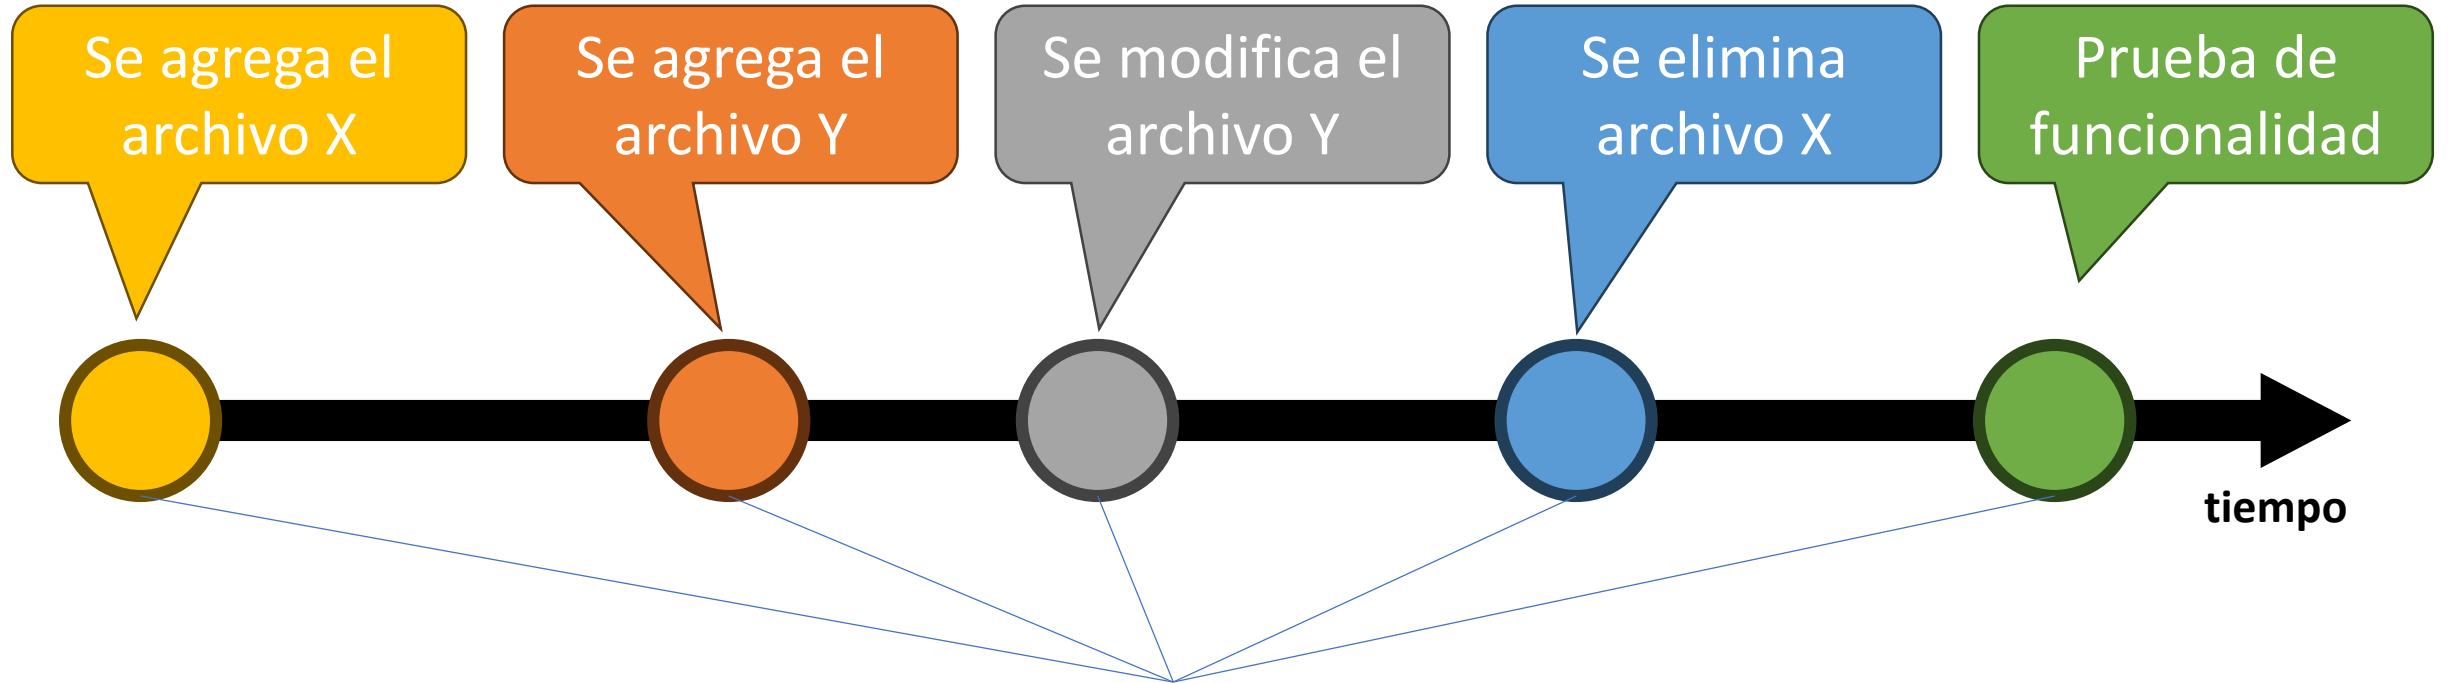 Se agrega el
archivo X
Se agrega el
archivo Y
Se modifica el
archivo Y
Se elimina
archivo X
Prueba de
funcionalidad
tiempo